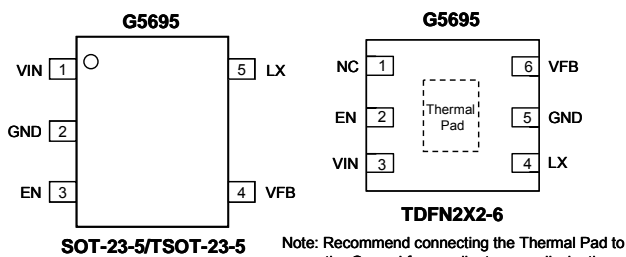 G5695
VIN 1 5 LX
GND 2
EN 3 4 VFB
SOT-23-5/TSOT-23-5
G5695
NC 1 6 VFB
EN 2 Thermal Pad 5 GND
VIN 3 4 LX
TDFN2X2-6
Note: Recommend connecting the Thermal Pad to